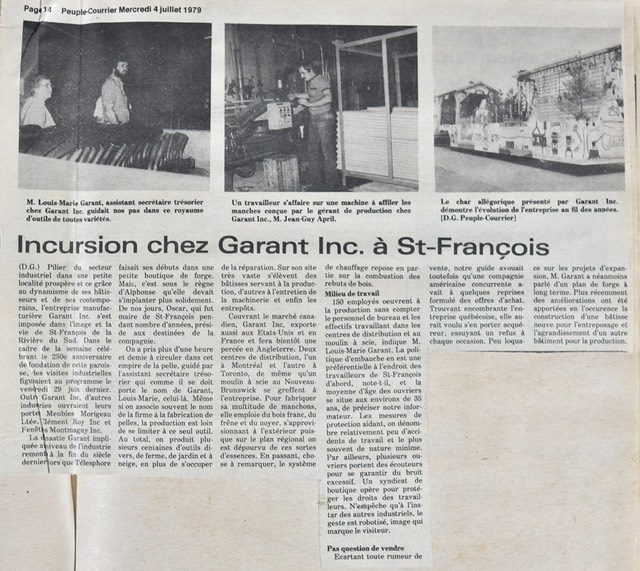 Page 14 Peuple-Courrier Mercredi 4 juillet 1979
M. Louis-Marie Garant, assistant secrétaire trésorier
chez Garant Inc. guidait nos pas dans ce royaume
d'outils de toutes variétés.
Un travailleur s'affaire sur une machine à affiler les
manches conçue par le gérant de production chez
Garant Inc., M. Jean-Guy April.
Le char allégorique présenté par Garant Inc.
démontre l'évolution de l'entreprise au fil des années.
[D.G. Peuple-Courrier]
Incursion chez Garant Inc. à St-François
(D.G.) Pilier du secteur
industriel dans une petite
localité prospère et ce grâce
au dynamisme de ses bâtis-
seurs et de ses contempo-
rains, l'entreprise manufac-
turière Garant Inc. s'est
imposée dans l'image et la
vie de St-François de la
Rivière du Sud. Dans le
cadre de la semaine célé-
brant le 250e anniversaire
de fondation de cette parois-
se, les visites industrielles
figuraient au programme le
vendredi 29 juin dernier.
Outre Garant Inc. d'autres
industries ouvraient leurs
portes: Meubles Morigeau
Ltée, Clément Roy Inc et
Fenêtres Montmagny Inc.
La dynastie Garant impli-
quée au niveau de l'industrie
remonte à la fin du siècle
dernier alors que Télesphore
faisait ses débuts dans une
petite boutique de forge.
Mais, c'est sous le règne
d'Alphonse qu'elle devait
s'implanter plus solidement.
De nos jours, Oscar, qui fut
maire de St-François pen-
dant nombre d'années, prési-
de aux destinées de la
compagnie.
On a pris plus d'une heure
et demie à circuler dans cet
empire de la pelle, guidé par
l'assistant secrétaire tréso-
rier qui comme il se doit
porte le nom de Garant,
Louis-Marie, celui-là. Même
si on associe souvent le nom
de la firme à la fabrication de
pelles, la production est loin
de se limiter à ce seul outil.
Au total, on produit plu-
sieurs centaines d'outils di-
vers, de ferme, de jardin et à
neige, en plus de s'occuper
de la réparation. Sur son site
très vaste s'élèvent des
bâtisses servant à la produc-
tion, d'autres à l'entretien de
la machinerie et enfin les
entrepôts.
Couvrant le marché cana-
dien, Garant Inc, exporte
aussi aux Etats-Unis et en
France et fera bientôt une
percée en Angleterre. Deux
centres de distribution, l'un
à Montréal et l'autre à
Toronto, de même qu'un
moulin à scie au Nouveau-
Brunswick se greffent à
l'entreprise. Pour fabriquer
sa multitude de manchons,
elle emploie du bois franc, du
frêne et du noyer, s'approvi-
sionnant à l'extérieur puis-
que sur le plan régional on
est dépourvu de ces sortes
d'essences. En passant, cho-
se à remarquer, le système
de chauffage repose en par-
tie sur la combustion des
rebuts de bois.
Milieu de travail
150 employés oeuvrent à
la production sans compter
le personnel de bureau et les
effectifs travaillant dans les
centres de distribution et au
moulin à scie, indique M.
Louis-Marie Garant. La po-
litique d'embauche en est une
préférentielle à l'endroit des
travailleurs de St-François
d'abord, note-t-il, et la
moyenne d'âge des ouvriers
se situe aux environs de 35
ans, de préciser notre infor-
mateur. Les mesures de
protection aidant, on dénom-
bre relativement peu d'acci-
dents de travail et le plus
souvent de nature minime.
Par ailleurs, plusieurs ou-
vriers portent des écouteurs
pour se garantir du bruit
excessif. Un syndicat de
boutique opère pour proté-
ger les droits des travail-
leurs. N'empêche qu'à l'ins-
tar des autres industriels, le
geste est robotisé, image qui
marque le visiteur.
Pas question de vendre
Ecartant toute rumeur de
vente, notre guide avouait
toutefois qu'une compagnie
américaine concurrente a-
vait à quelques reprises
formulé des offres d'achat.
Trouvant encombrante l'en-
treprise québecoise, elle au-
rait voulu s'en porter acqué-
reur, essuyant un refus à
chaque occasion. Peu loqua-
ce sur les projets d'expan-
sion, M. Garant a néanmoins
parlé d'un plan de forge à
long terme. Plus récemment
des améliorations ont été
apportées en l'occurence la
construction d'une bâtisse
neuve pour l'entreposage et
l'agrandissement d'un autre
bâtiment pour la production.